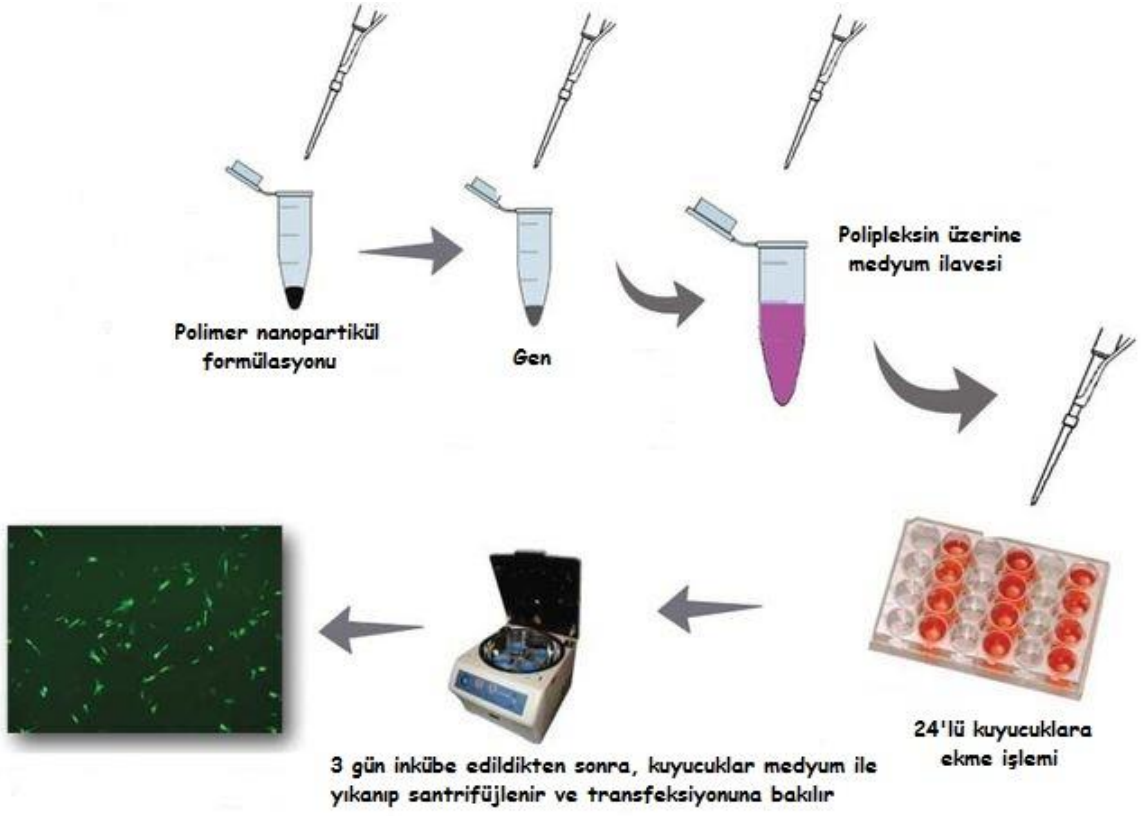 Polimer nanopartikül
formülasyonu
Gen
Polipleksin üzerine
medyum ilavesi
24'lü kuyucuklara
ekme işlemi
3 gün inkübe edildikten sonra, kuyucuklar medyum ile
yıkanıp santrifüjlenir ve transfeksiyonuna bakılır